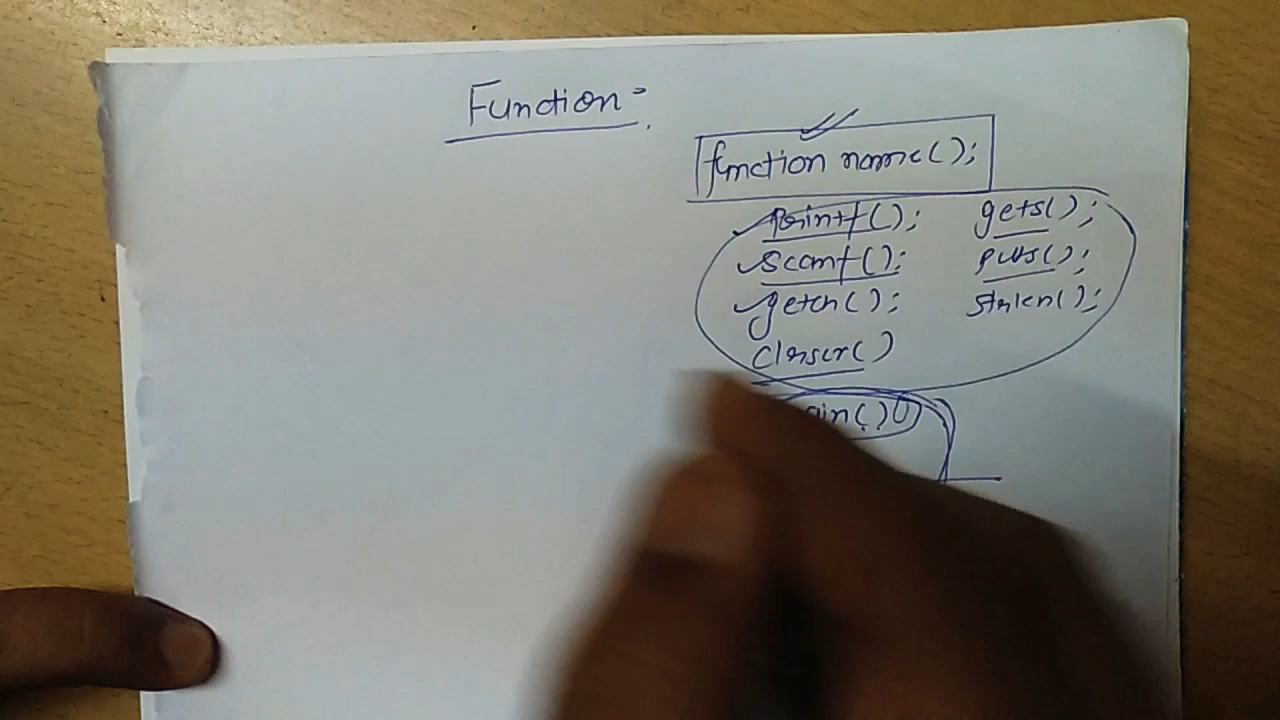 Function:
function name();
printf(); gets();
scanf(); puts();
getch(); strlen();
clrscr()